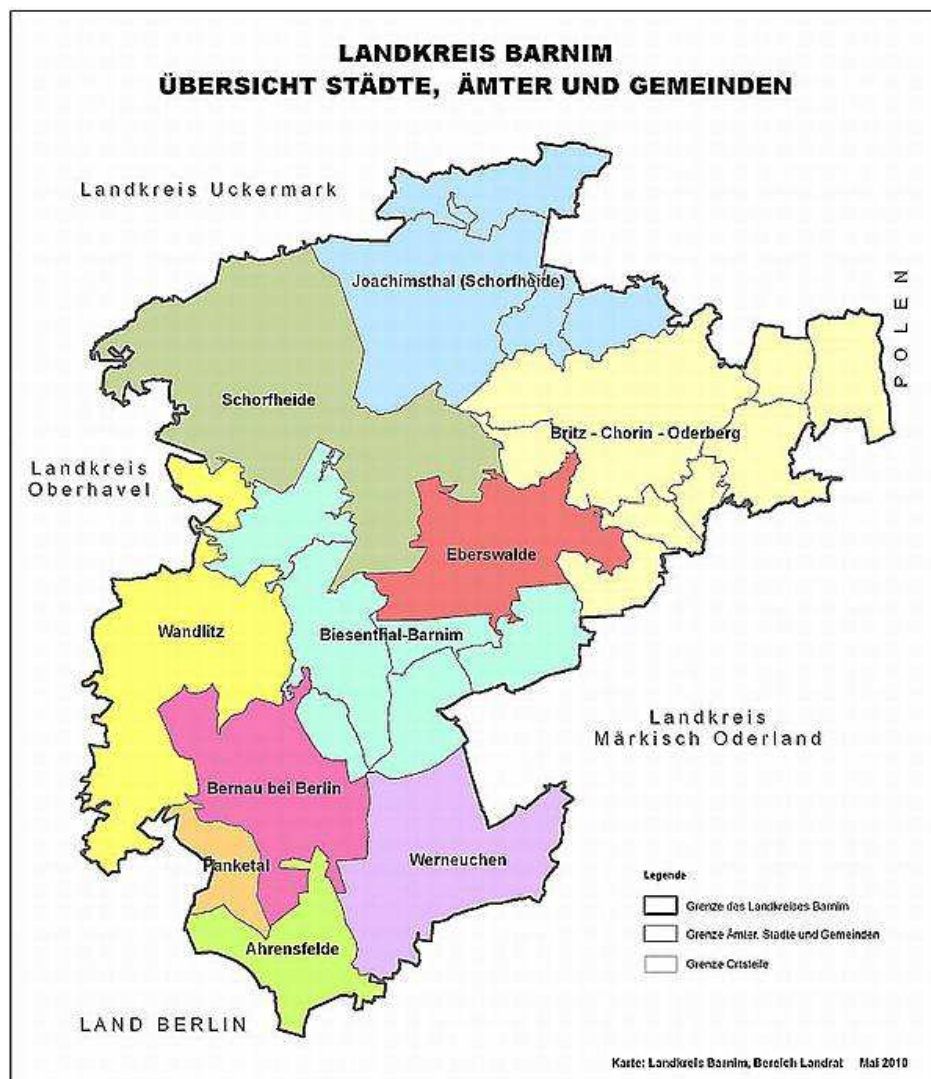 LANDKREIS BARNIM
ÜBERSICHT STÄDTE, ÄMTER UND GEMEINDEN
Landkreis Uckermark
Joachimsthal (Schorfheide)
POLEN
Schorfheide
Britz - Chorin - Oderberg
Landkreis
Oberhavel
Eberswalde
Wandlitz
Biesenthal-Barnim
Landkreis
Märkisch Oderland
Bernau bei Berlin
Panketal
Werneuchen
Ahrensfelde
LAND BERLIN
Legende
Grenze des Landkreises Barnim
Grenze Ämter, Städte und Gemeinden
Grenze Ortsteile
Karte: Landkreis Barnim, Bereich Landrat Mai 2010